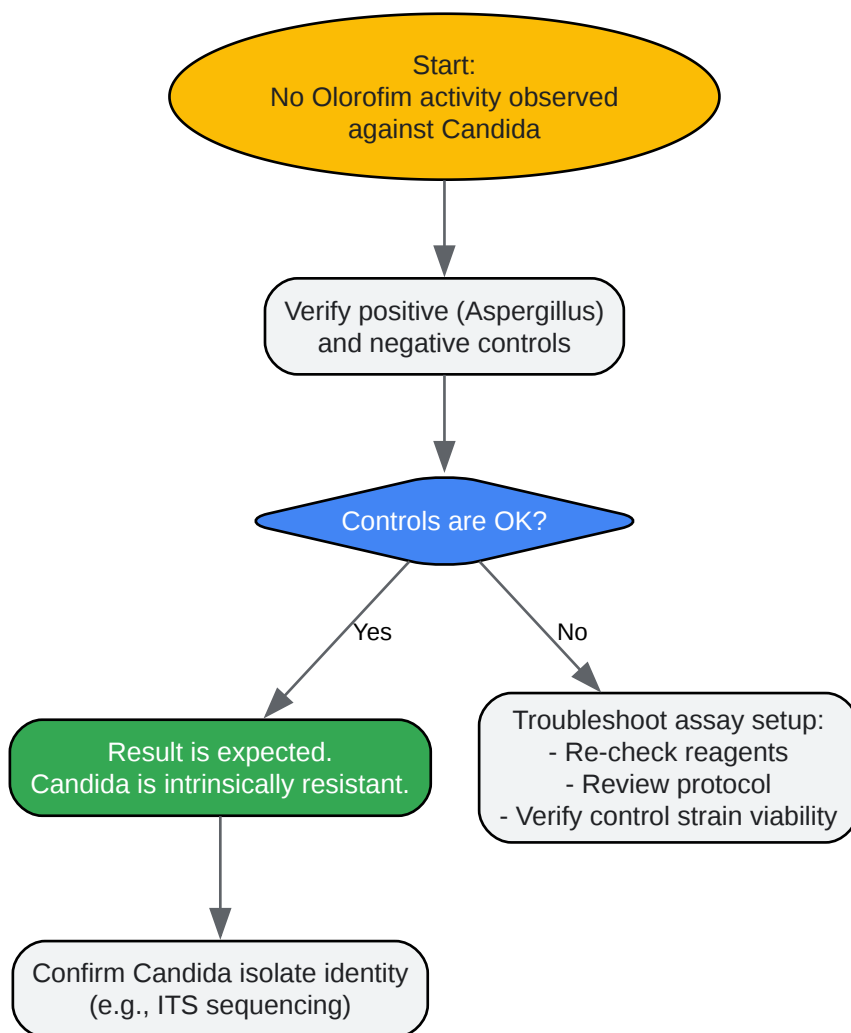 Start:
No Olorofim activity observed
against Candida
Verify positive (Aspergillus)
and negative controls
Controls are OK?
Yes
No
Result is expected.
Candida is intrinsically resistant.
Troubleshoot assay setup:
- Re-check reagents
- Review protocol
- Verify control strain viability
Confirm Candida isolate identity
(e.g., ITS sequencing)